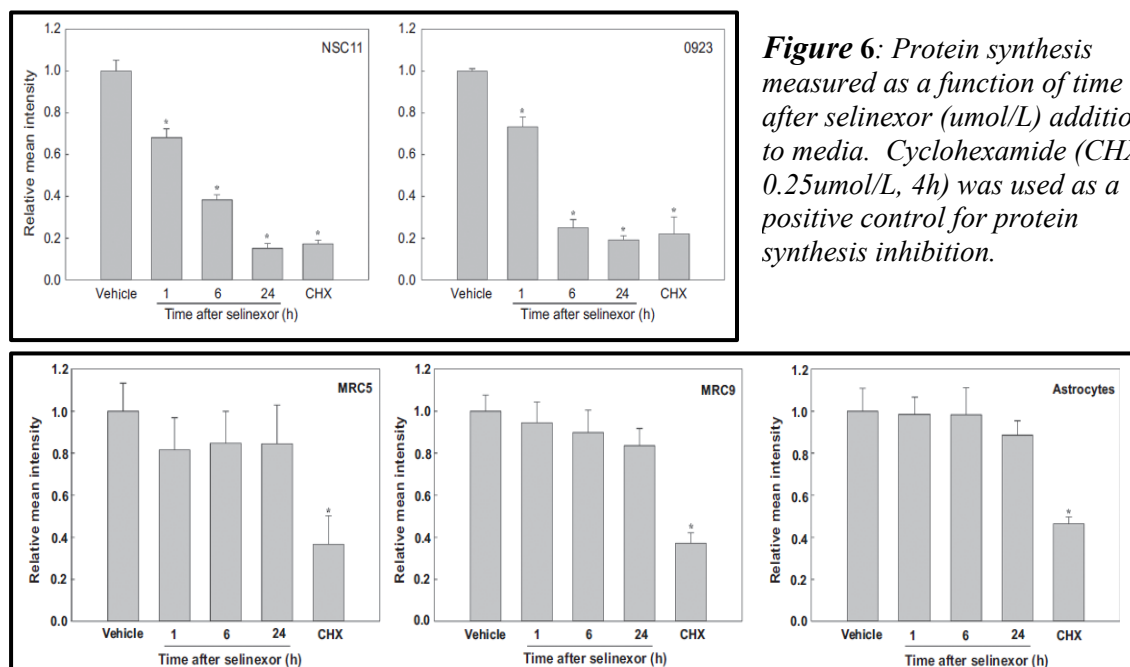 NSC11
1.2
1.0
0.8
0.6
0.4
0.2
0.0
Relative mean intensity
*
*
*
*
Vehicle 1 6 24 CHX
Time after selinexor (h)
0923
1.2
1.0
0.8
0.6
0.4
0.2
0.0
*
*
*
*
Vehicle 1 6 24 CHX
Time after selinexor (h)
Figure 6: Protein synthesis
measured as a function of time
after selinexor (umol/L)
to media. Cyclohexamide
0.25umol/L, 4h) was used as a
positive control for protein
synthesis inhibition.
MRC5
1.2
1.0
0.8
0.6
0.4
0.2
0.0
Relative mean intensity
*
Vehicle 1 6 24 CHX
Time after selinexor (h)
MRC9
1.2
1.0
0.8
0.6
0.4
0.2
0.0
Relative mean intensity
*
Vehicle 1 6 24 CHX
Time after selinexor (h)
Astrocytes
1.2
1.0
0.8
0.6
0.4
0.2
0.0
Relative mean intensity
*
Vehicle 1 6 24 CHX
Time after selinexor (h)